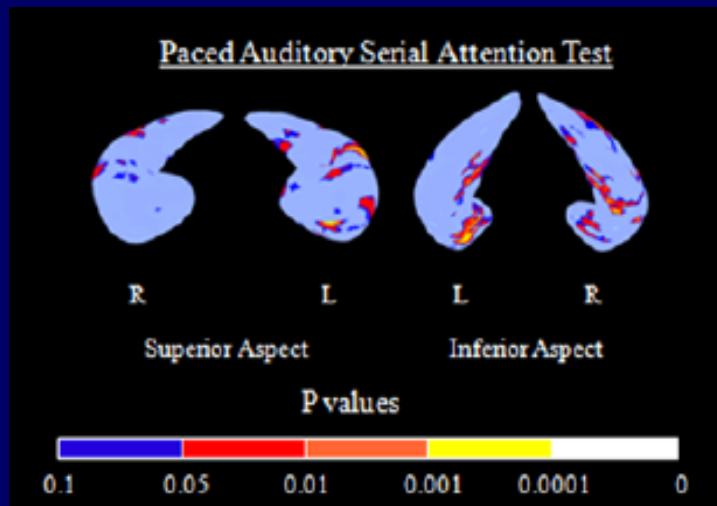 Paced Auditory Serial Attention Test
R L L R
Superior Aspect Inferior Aspect
P values
0.1 0.05 0.01 0.001 0.0001 0